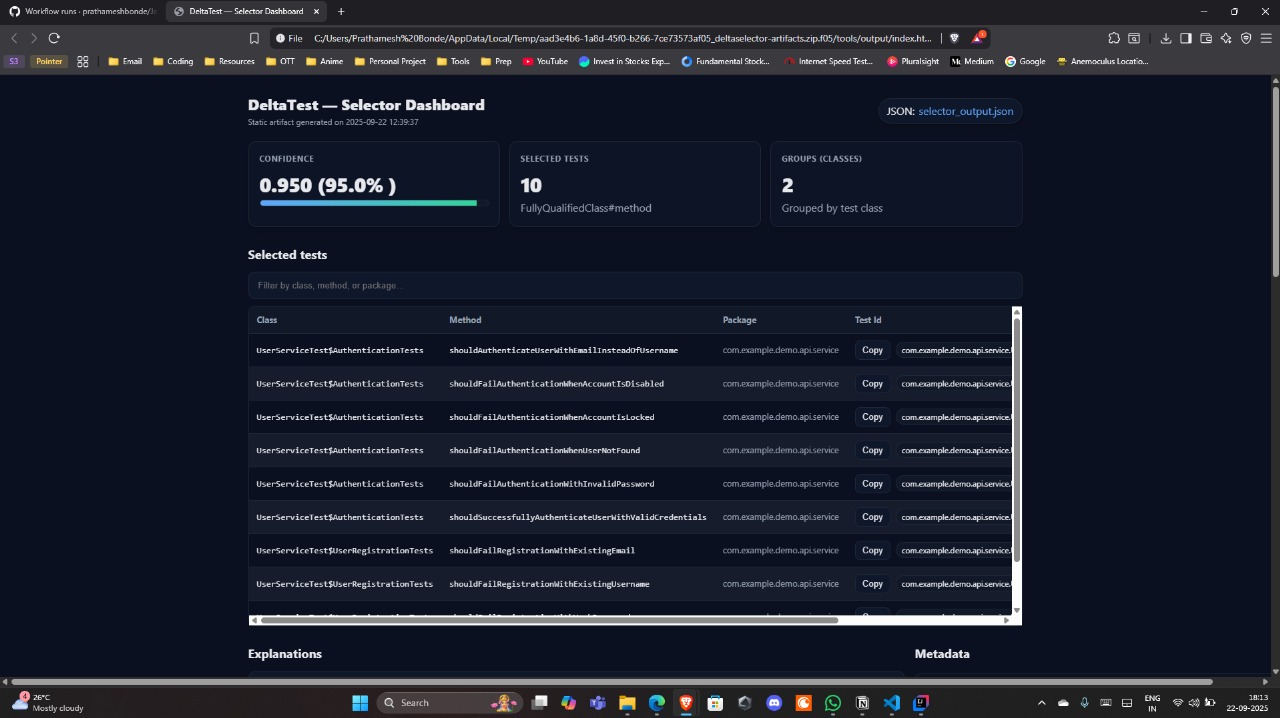 Workflow runs · prathameshbonde/J
DeltaTest — Selector Dashboard
File
C:/Users/Prathamesh%20Bonde/AppData/Local/Temp/aad3e4b6-1a8d-45f0-b266-7ce73573af05_deltaselector-artifacts.zip.f05/tools/output/index.ht...
S3
Pointer
Email
Coding
Resources
OTT
Anime
Personal Project
Tools
Prep
YouTube
Invest in Stocks: Exp...
Fundamental Stock...
Internet Speed Test...
Pluralsight
Medium
Google
Anemoculus Locatio...
DeltaTest — Selector Dashboard
Static artifact generated on 2025-09-22 12:39:37
JSON: selector_output.json
CONFIDENCE
0.950 (95.0% )
SELECTED TESTS
10
FullyQualifiedClass#method
GROUPS (CLASSES)
2
Grouped by test class
Selected tests
Filter by class, method, or package...
Class Method Package Test Id
UserServiceTest$AuthenticationTests shouldAuthenticateUserWithEmailInsteadOfUsername com.example.demo.api.service Copy com.example.demo.api.service.
UserServiceTest$AuthenticationTests shouldFailAuthenticationWhenAccountIsDisabled com.example.demo.api.service Copy com.example.demo.api.service.
UserServiceTest$AuthenticationTests shouldFailAuthenticationWhenAccountIsLocked com.example.demo.api.service Copy com.example.demo.api.service.
UserServiceTest$AuthenticationTests shouldFailAuthenticationWhenUserNotFound com.example.demo.api.service Copy com.example.demo.api.service.
UserServiceTest$AuthenticationTests shouldFailAuthenticationWithInvalidPassword com.example.demo.api.service Copy com.example.demo.api.service.
UserServiceTest$AuthenticationTests shouldSuccessfullyAuthenticateUserWithValidCredentials com.example.demo.api.service Copy com.example.demo.api.service.
UserServiceTest$UserRegistrationTests shouldFailRegistrationWithExistingEmail com.example.demo.api.service Copy com.example.demo.api.service.
UserServiceTest$UserRegistrationTests shouldFailRegistrationWithExistingUsername com.example.demo.api.service Copy com.example.demo.api.service.
Explanations
Metadata
4
26°C
Mostly cloudy
Search
ENG
IN
18:13
22-09-2025